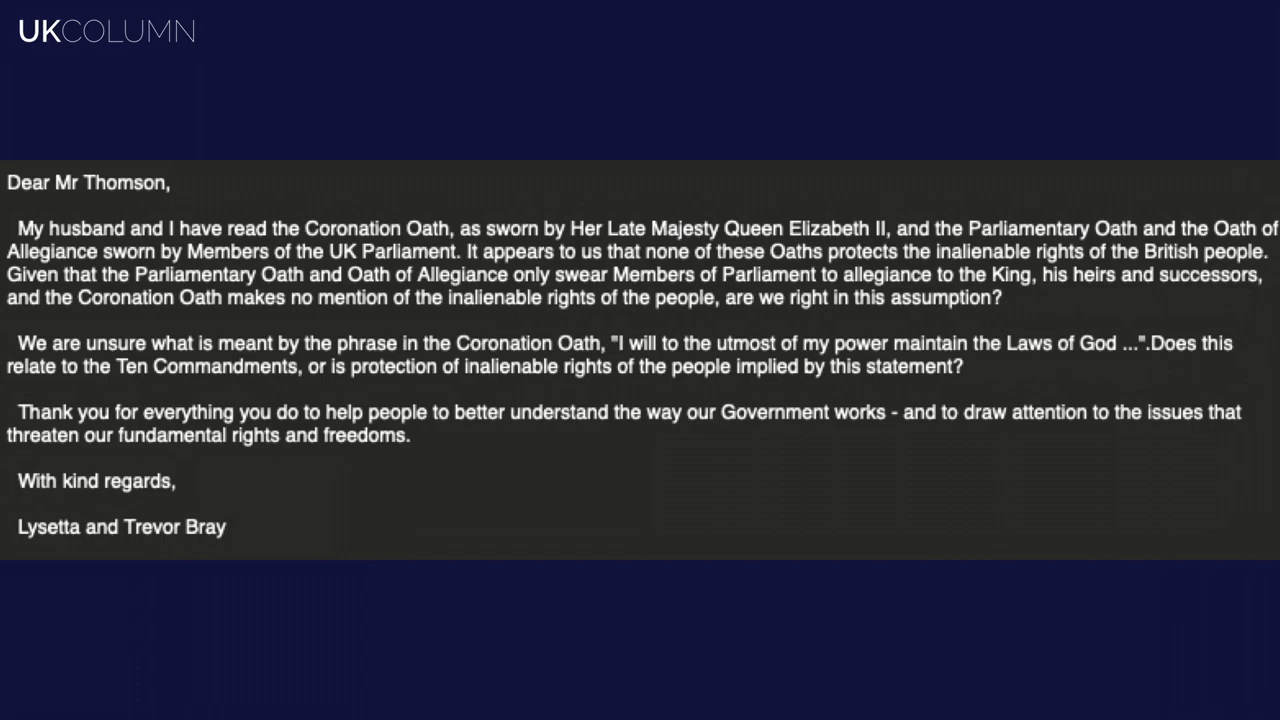 UKCOLUMN
Dear Mr Thomson,
My husband and I have read the Coronation Oath, as sworn by Her Late Majesty Queen Elizabeth II, and the Parliamentary Oath and the Oath of
Allegiance sworn by Members of the UK Parliament. It appears to us that none of these Oaths protects the inalienable rights of the British people.
Given that the Parliamentary Oath and Oath of Allegiance only swear Members of Parliament to allegiance to the King, his heirs and successors,
and the Coronation Oath makes no mention of the inalienable rights of the people, are we right in this assumption?
We are unsure what is meant by the phrase in the Coronation Oath, "I will to the utmost of my power maintain the Laws of God ...".Does this
relate to the Ten Commandments, or is protection of inalienable rights of the people implied by this statement?
Thank you for everything you do to help people to better understand the way our Government works - and to draw attention to the issues that
threaten our fundamental rights and freedoms.
With kind regards,
Lysetta and Trevor Bray